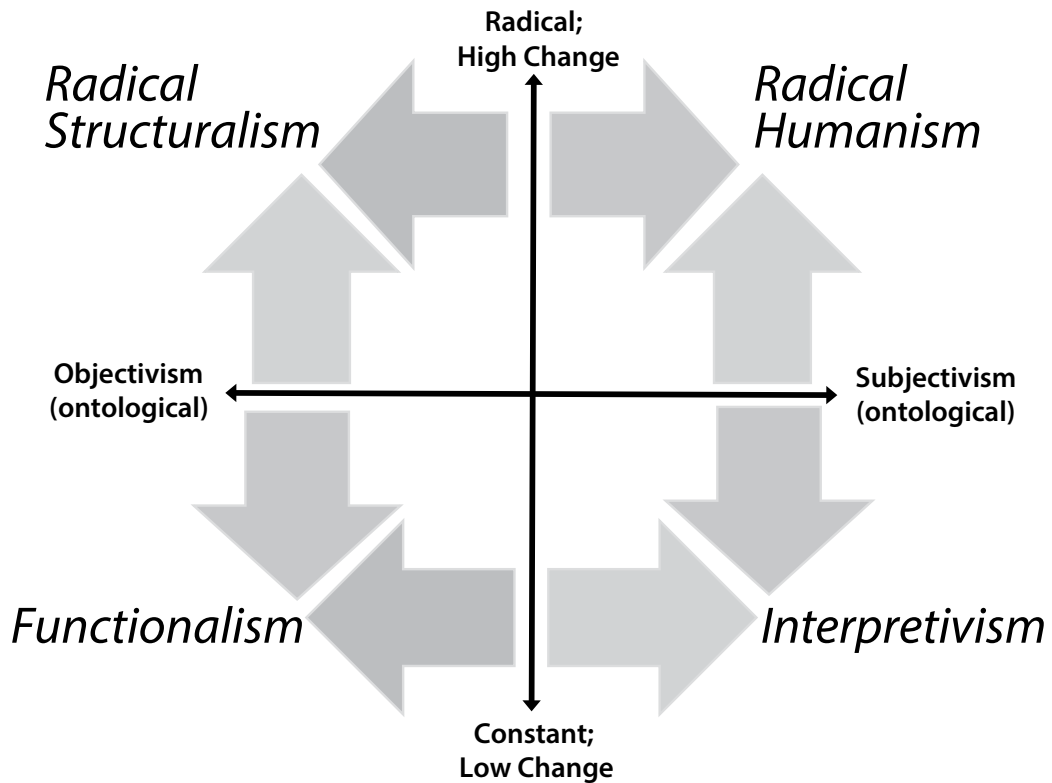 Radical;
High Change
Radical
Structuralism
Radical
Humanism
Objectivism
(ontological)
Subjectivism
(ontological)
Functionalism
Interpretivism
Constant;
Low Change